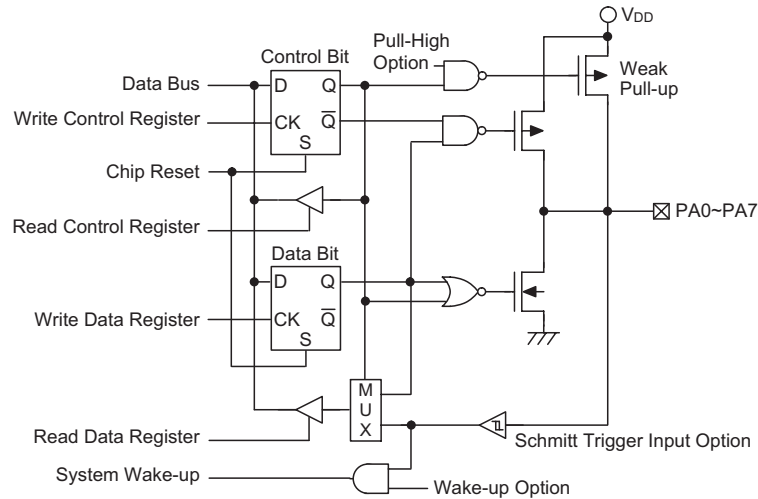 VDD
Pull-High
Option
Control Bit
Weak
Pull-up
Data Bus
D
Q
Write Control Register
CK
Q
S
Chip Reset
Read Control Register
PA0~PA7
Data Bit
D
Q
Write Data Register
CK
Q
S
M
U
X
Read Data Register
Schmitt Trigger Input Option
System Wake-up
Wake-up Option